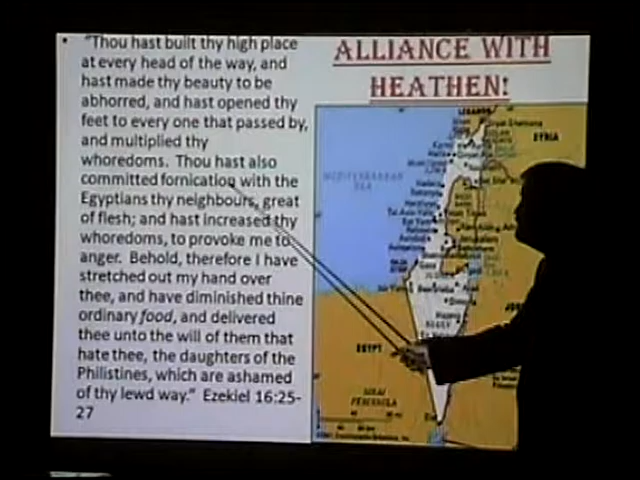 ALLIANCE WITH
HEATHEN!
• "Thou hast built thy high place
at every head of the way, and
hast made thy beauty to be
abhorred, and hast opened thy
feet to every one that passed by,
and multiplied thy
whoredoms. Thou hast also
committed fornication with the
Egyptians thy neighbours, great
of flesh; and hast increased thy
whoredoms, to provoke me to
anger. Behold, therefore I have
stretched out my hand over
thee, and have diminished thine
ordinary food, and delivered
thee unto the will of them that
hate thee, the daughters of the
Philistines, which are ashamed
of thy lewd way." Ezekiel 16:25-
27
LEBANON
SYRIA
MEDITERRANEAN
SEA
EGYPT
SINAI
PENINSULA